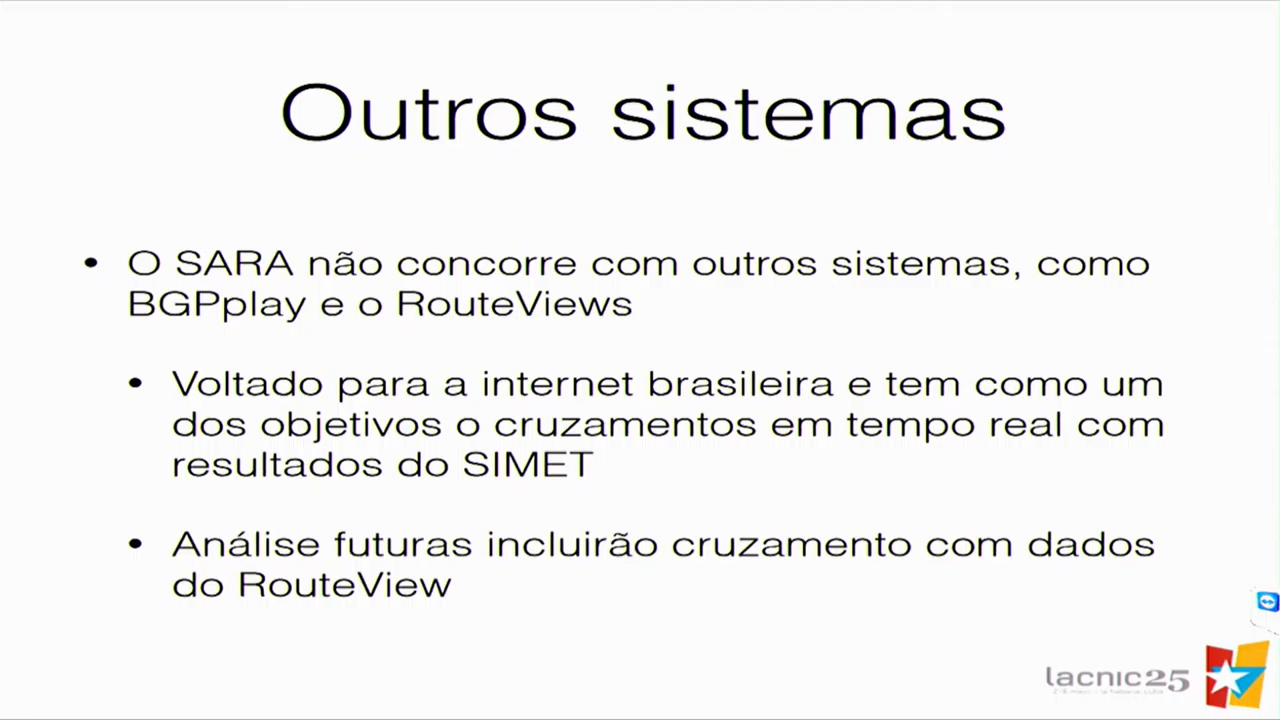 Outros sistemas
• O SARA não concorre com outros sistemas, como
BGPplay e o RouteViews
• Voltado para a internet brasileira e tem como um
dos objetivos o cruzamentos em tempo real com
resultados do SIMET
• Análise futuras incluirão cruzamento com dados
do RouteView
lacnic25